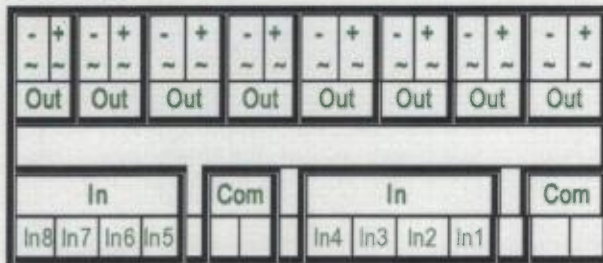 - + - + - + - + - + - + - + - +
~ ~ ~ ~ ~ ~ ~ ~ ~ ~ ~ ~ ~ ~ ~ ~
Out Out Out Out Out Out Out Out
In Com In Com
In8 In7 In6 In5 In4 In3 In2 In1